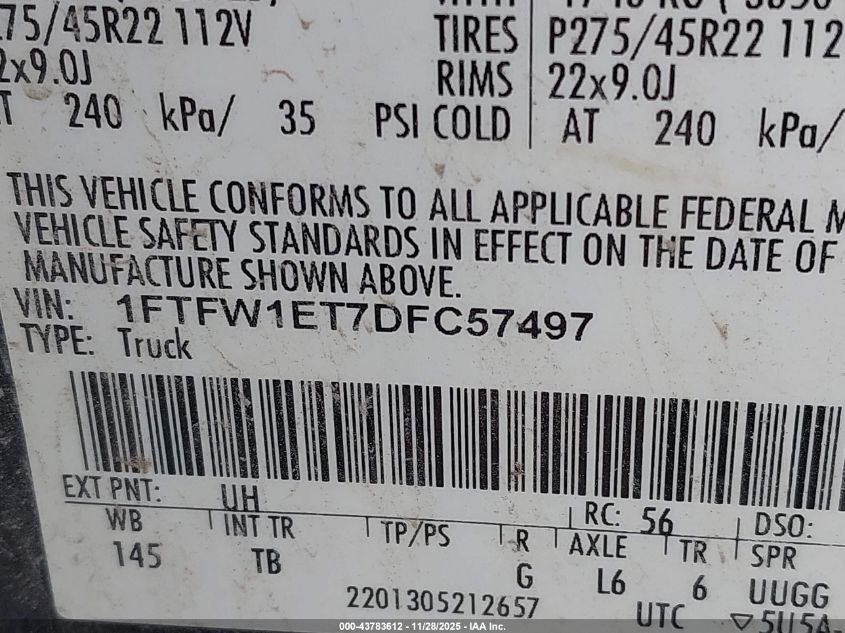 75/45R22 112V TIRES P275/45R22 112
2x9.0J RIMS 22x9.0J
240 kPa/ 35 PSI COLD AT 240 kPa/
THIS VEHICLE CONFORMS TO ALL APPLICABLE FEDERAL M
VEHICLE SAFETY STANDARDS IN EFFECT ON THE DATE OF
MANUFACTURE SHOWN ABOVE.
VIN: 1FTFW1ET7DFC57497
TYPE: Truck
EXT PNT: UH RC: 56 DSO:
WB INT TR TP/PS R AXLE TR SPR
145 TB G L6 6 UUGG
2201305212657 UTC
000-43783612 - 11/28/2025 - IAA Inc.